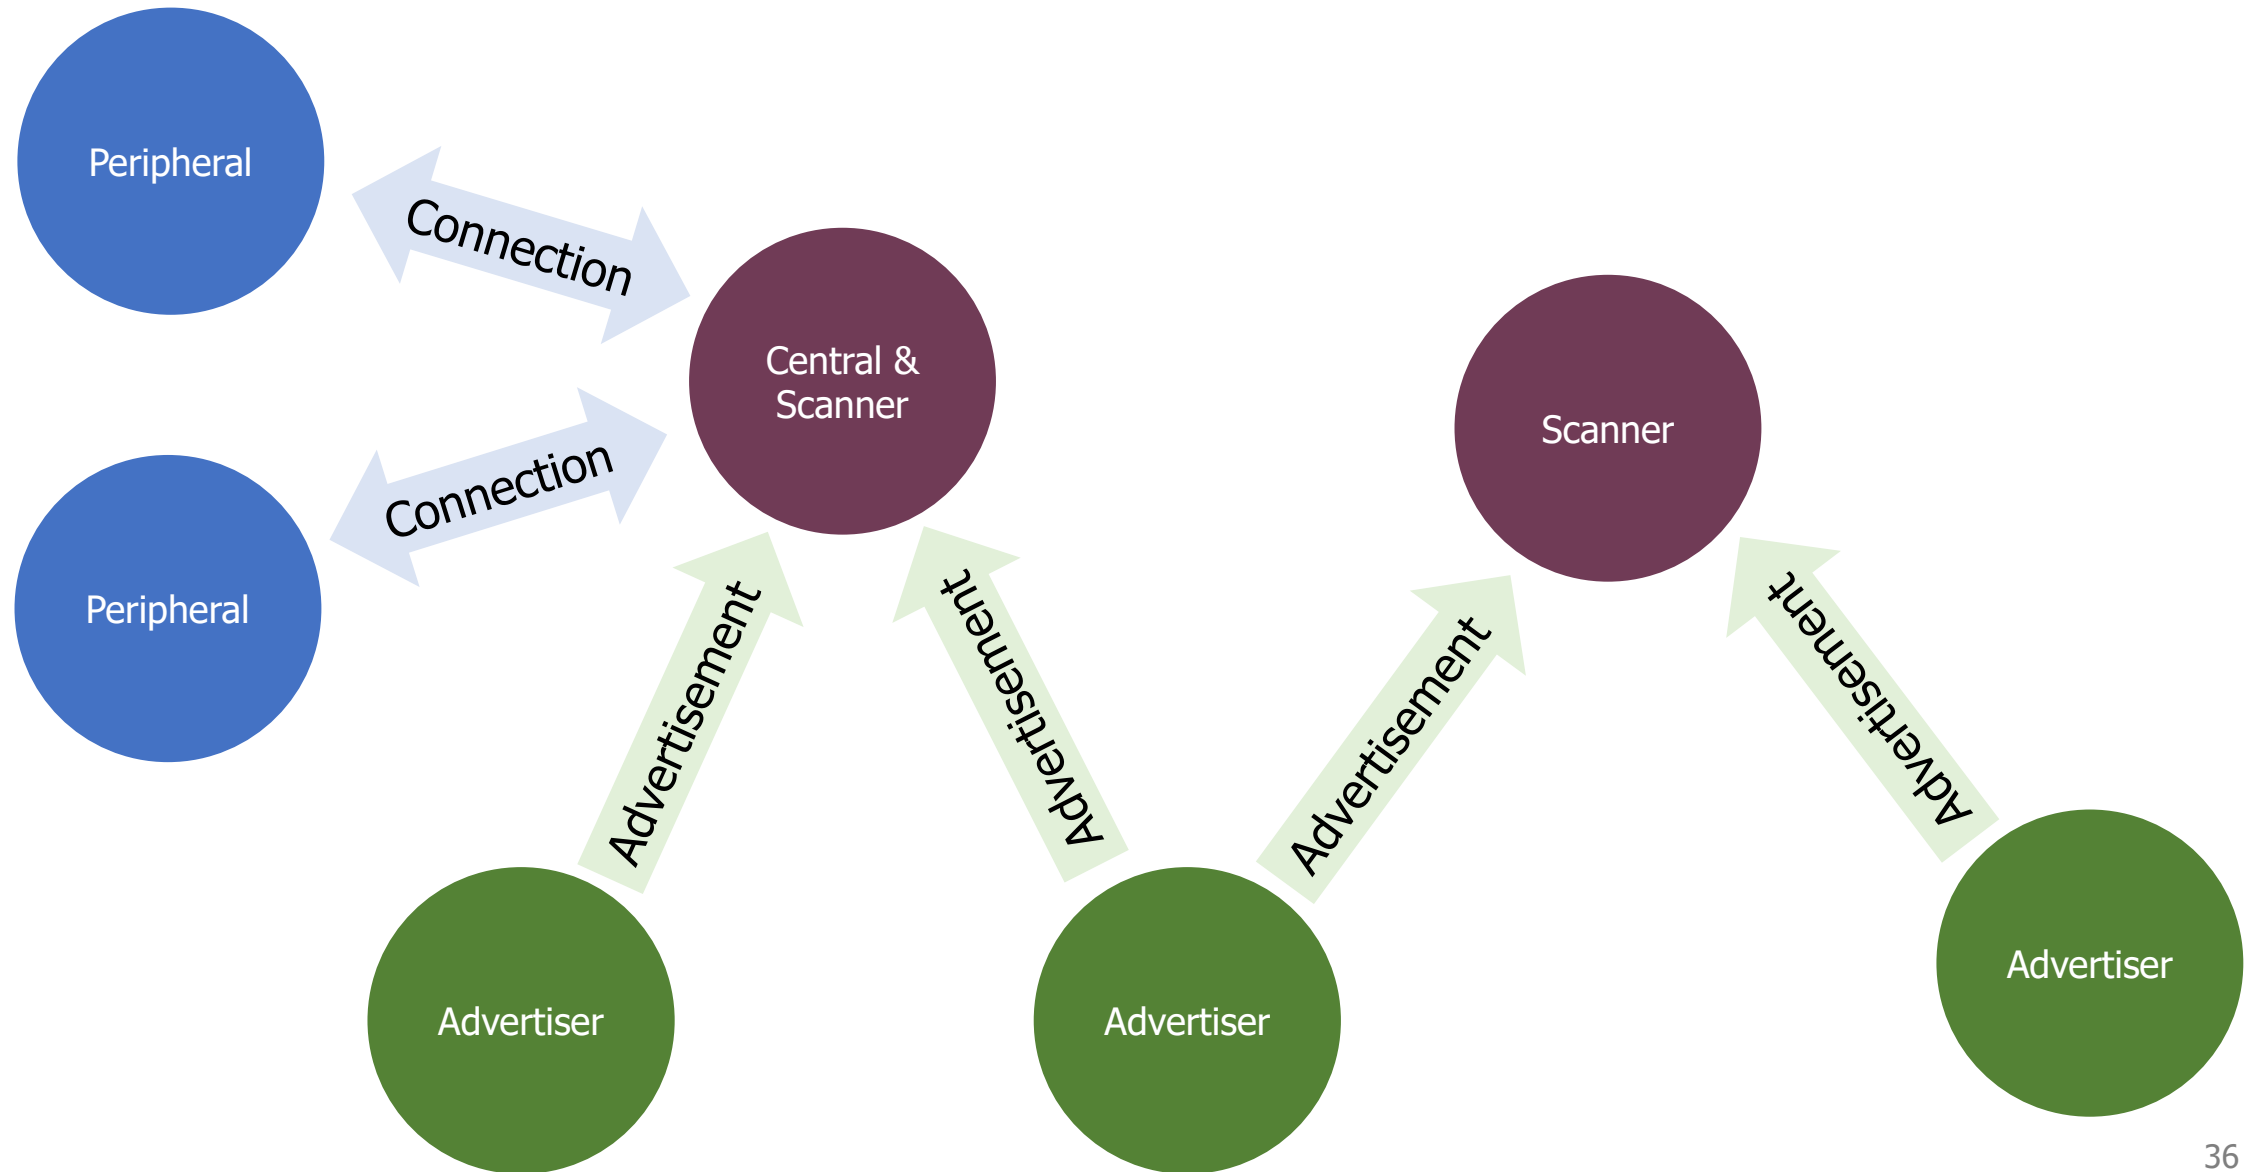 Peripheral
Connection
Central &
Scanner
Scanner
Connection
Peripheral
Advertisement
Advertisement
Advertisement
Advertisement
Advertiser
Advertiser
Advertiser
36